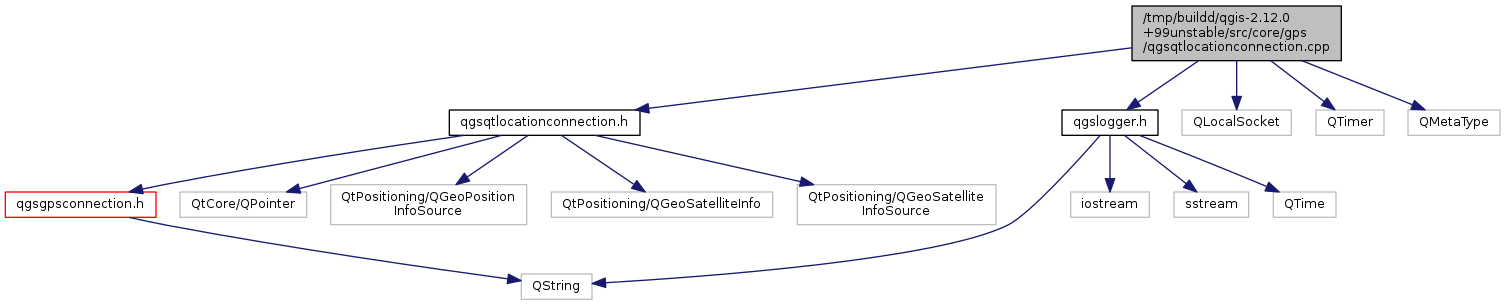 /tmp/buildd/qgis-2.12.0
+99unstable/src/core/gps
/qgsqtlocationconnection.cpp
qgsqtlocationconnection.h
qgslogger.h
QLocalSocket
QTimer
QMetaType
qgsgpsconnection.h
QtCore/QPointer
QtPositioning/QGeoPosition
InfoSource
QtPositioning/QGeoSatelliteInfo
QtPositioning/QGeoSatellite
InfoSource
iostream
sstream
QTime
QString